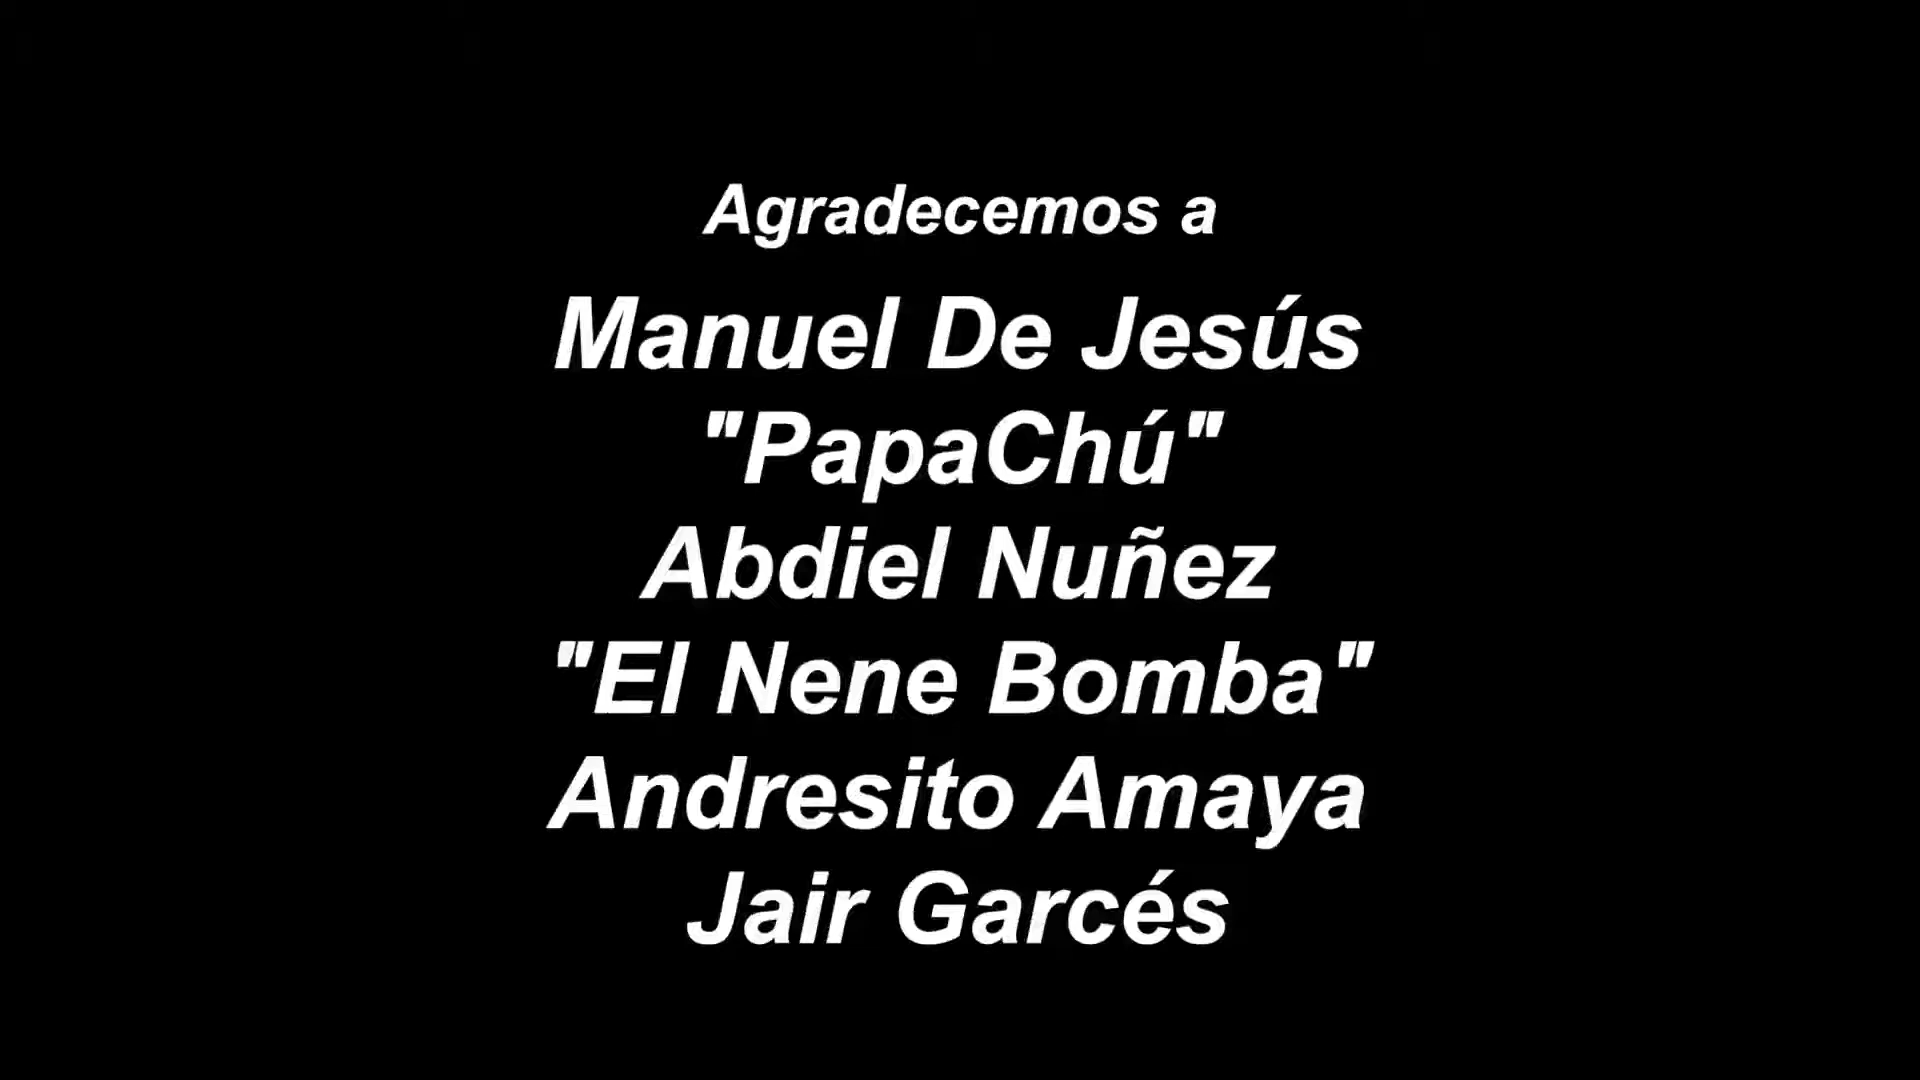 Agradecemos a
Manuel De Jesús
"PapaChú"
Abdiel Nuñez
"El Nene Bomba"
Andresito Amaya
Jair Garcés